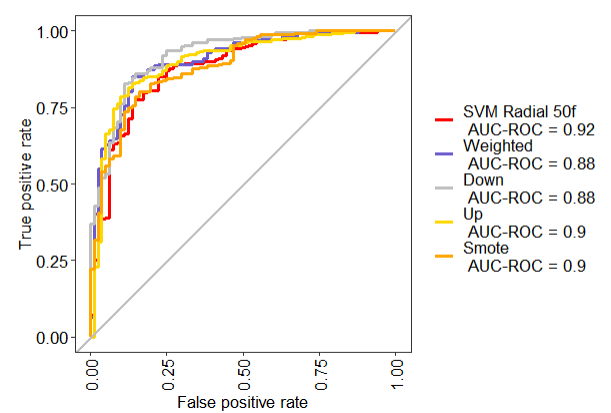 1.00
0.75
0.50
0.25
0.00
True positive rate
0.00
0.25
0.50
0.75
1.00
False positive rate
SVM Radial 50f
AUC-ROC = 0.92
Weighted
AUC-ROC = 0.88
Down
AUC-ROC = 0.88
Up
AUC-ROC = 0.9
Smote
AUC-ROC = 0.9